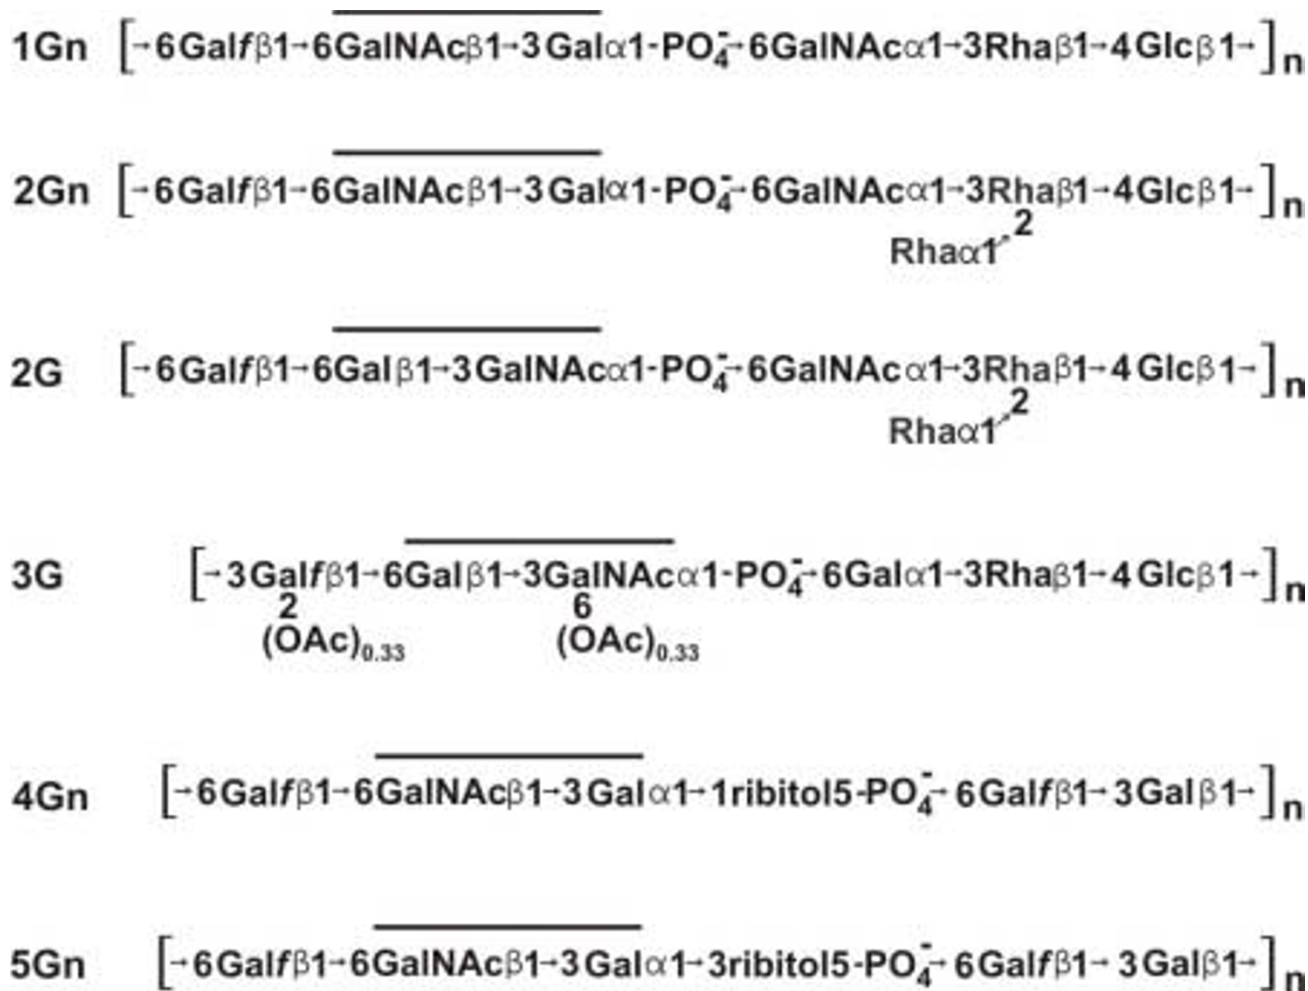 1Gn [→6Galfβ1→6GalNAcβ1→3Galα1-PO₄⁻→6GalNAcα1→3Rhaβ1→4Glcβ1→]n
2Gn [→6Galfβ1→6GalNAcβ1→3Galα1-PO₄⁻→6GalNAcα1→3Rhaβ1→4Glcβ1→]n
2
Rhaα1↗
2G [→6Galfβ1→6Galβ1→3GalNAcα1-PO₄⁻→6GalNAcα1→3Rhaβ1→4Glcβ1→]n
2
Rhaα1↗
3G [→3Galfβ1→6Galβ1→3GalNAcα1-PO₄⁻→6Galα1→3Rhaβ1→4Glcβ1→]n
2 6
(OAc)₀.₃₃ (OAc)₀.₃₃
4Gn [→6Galfβ1→6GalNAcβ1→3Galα1→1ribitol5-PO₄⁻→6Galfβ1→3Galβ1→]n
5Gn [→6Galfβ1→6GalNAcβ1→3Galα1→3ribitol5-PO₄⁻→6Galfβ1→3Galβ1→]n